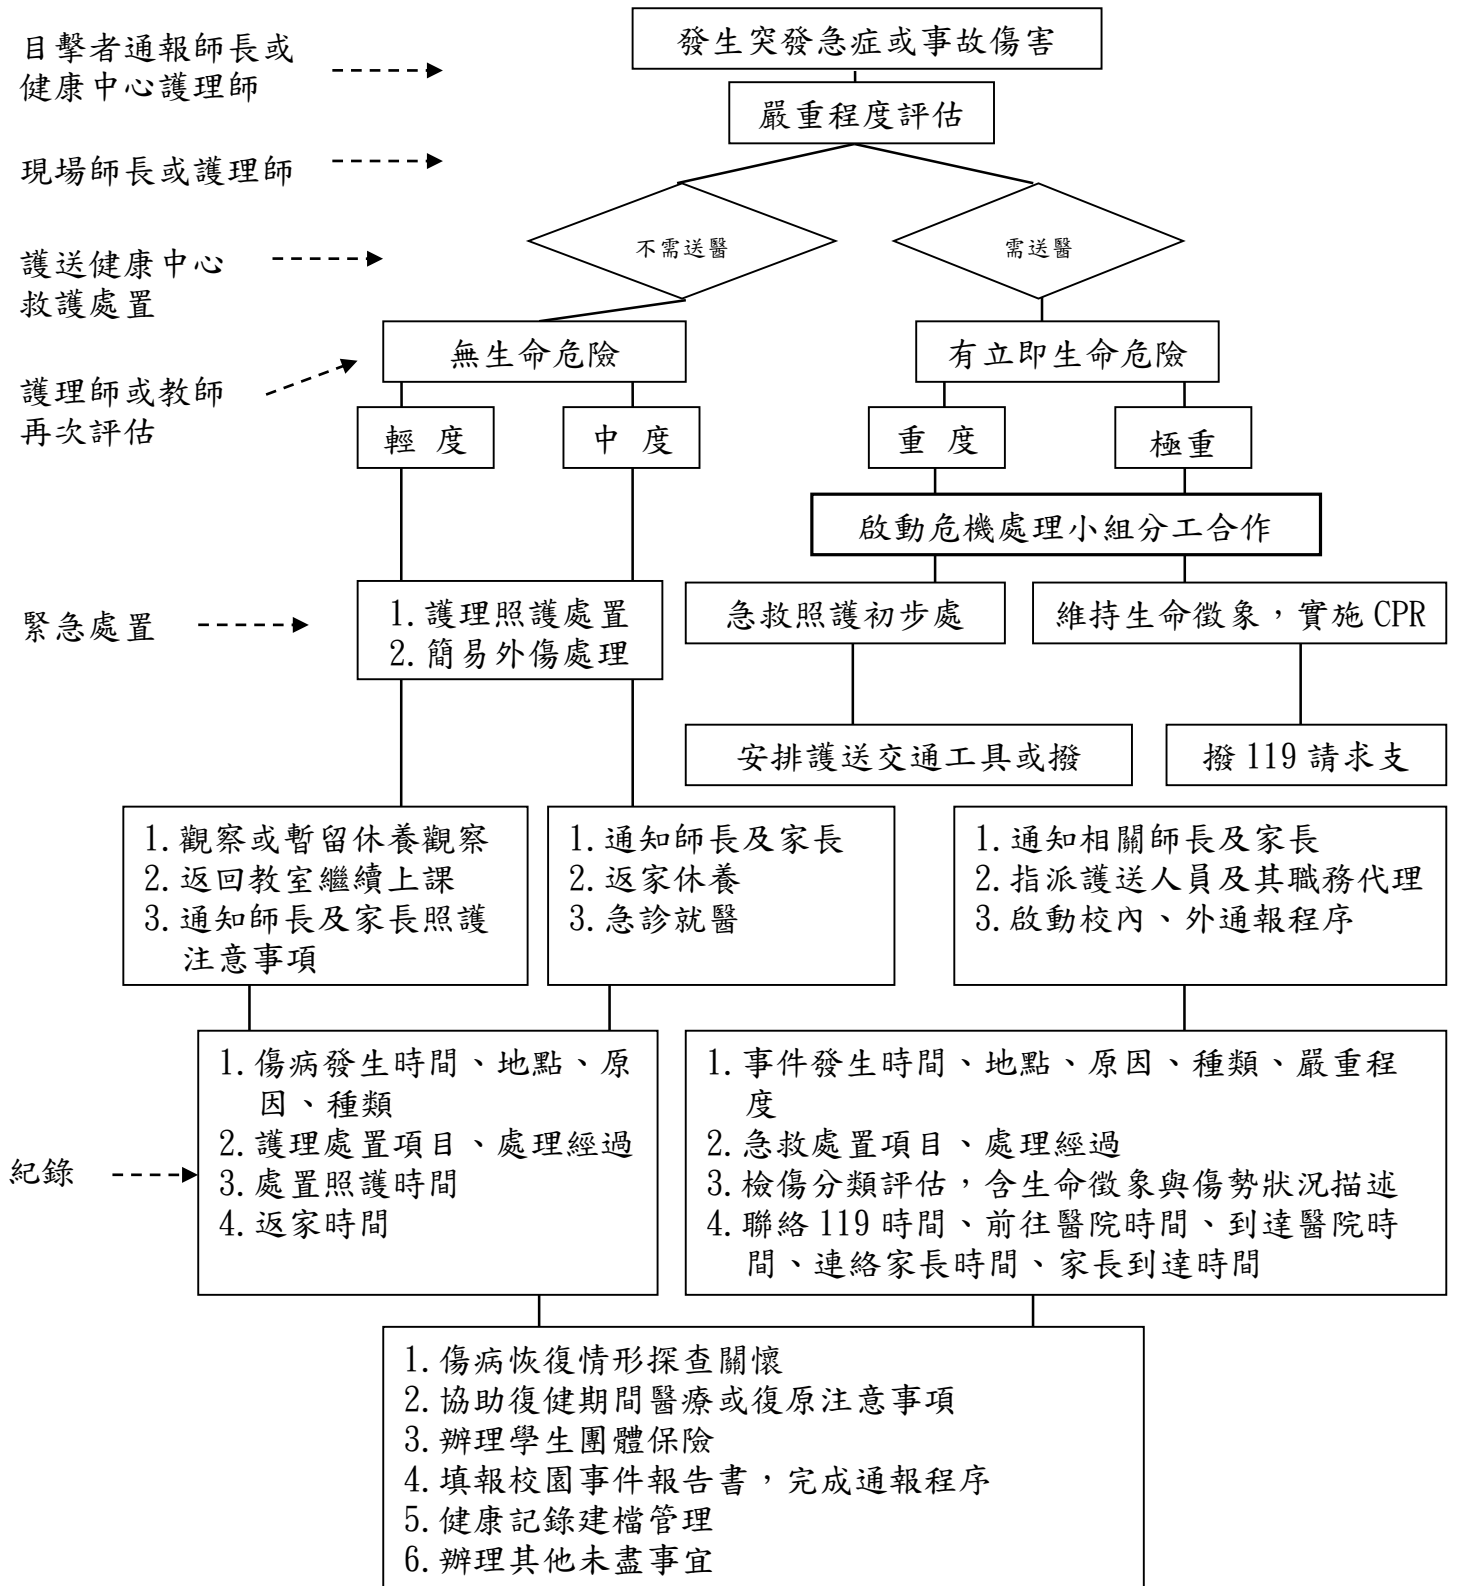 發生突發急症或事故傷害
目擊者通報師長或
健康中心護理師
嚴重程度評估
現場師長或護理師
不需送醫
需送醫
護送健康中心
救護處置
無生命危險
有立即生命危險
護理師或教師
再次評估
輕 度
中 度
重 度
極重
啟動危機處理小組分工合作
緊急處置
1.護理照護處置
2.簡易外傷處理
急救照護初步處
維持生命徵象，實施 CPR
安排護送交通工具或撥
撥 119 請求支
1.觀察或暫留休養觀察
2.返回教室繼續上課
3.通知師長及家長照護
注意事項
1.通知師長及家長
2.返家休養
3.急診就醫
1.通知相關師長及家長
2.指派護送人員及其職務代理
3.啟動校內、外通報程序
紀錄
1.傷病發生時間、地點、原
因、種類
2.護理處置項目、處理經過
3.處置照護時間
4.返家時間
1.事件發生時間、地點、原因、種類、嚴重程
度
2.急救處置項目、處理經過
3.檢傷分類評估，含生命徵象與傷勢狀況描述
4.聯絡 119 時間、前往醫院時間、到達醫院時
間、連絡家長時間、家長到達時間
1.傷病恢復情形探查關懷
2.協助復健期間醫療或復原注意事項
3.辦理學生團體保險
4.填報校園事件報告書，完成通報程序
5.健康記錄建檔管理
6.辦理其他未盡事宜